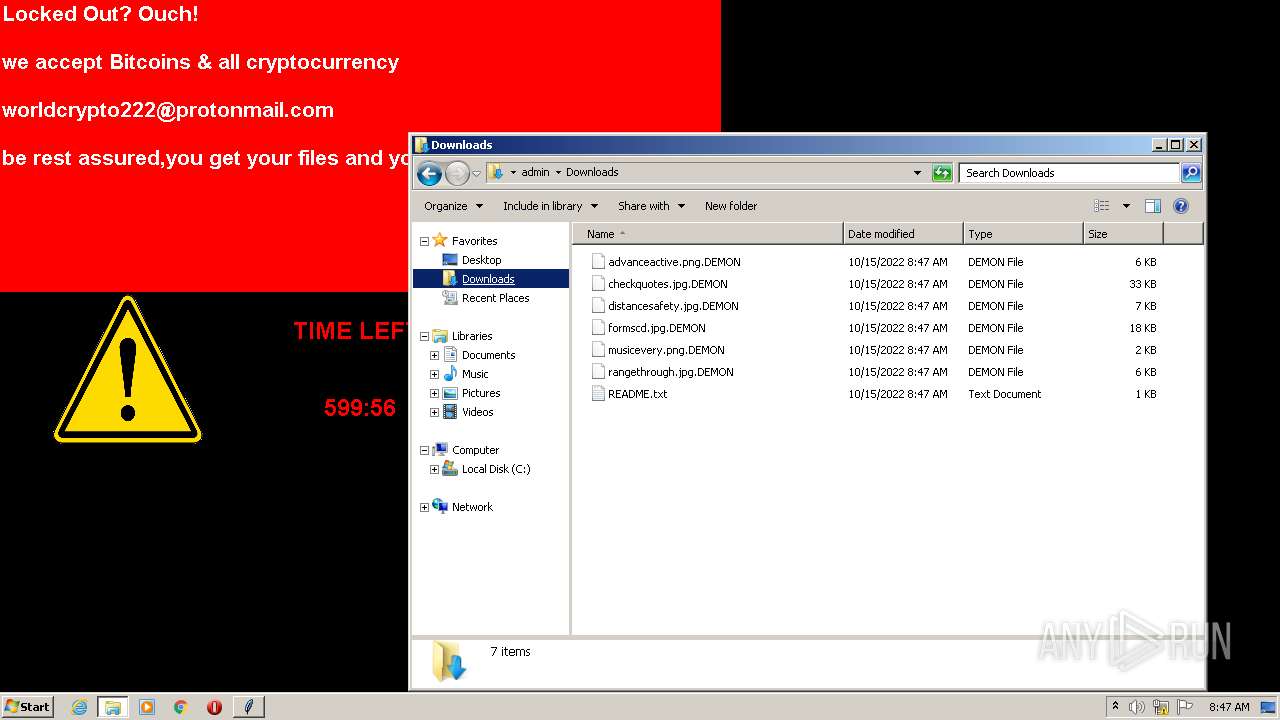 Locked Out? Ouch!
we accept Bitcoins & all cryptocurrency
worldcrypto222@protonmail.com
be rest assured,you get your files and yo
TIME LEFT
599:56
Downloads
admin Downloads
Search Downloads
Organize Include in library Share with New folder
Name Date modified Type Size
Favorites
Desktop
Downloads
Recent Places
Libraries
Documents
Music
Pictures
Videos
Computer
Local Disk (C:)
Network
advanceactive.png.DEMON 10/15/2022 8:47 AM DEMON File 6 KB
checkquotes.jpg.DEMON 10/15/2022 8:47 AM DEMON File KB
distancesafety.jpg.DEMON 10/15/2022 8:47 AM DEMON File 7 KB
formscd.jpg.DEMON 10/15/2022 8:47 AM DEMON File KB
musicevery.png.DEMON 10/15/2022 8:47 AM DEMON File 2 KB
rangethrough.jpg.DEMON 10/15/2022 8:47 AM DEMON File 6 KB
README.txt 10/15/2022 8:47 AM Text Document 1 KB
7 items
ANY RUN
Start
8:47 AM